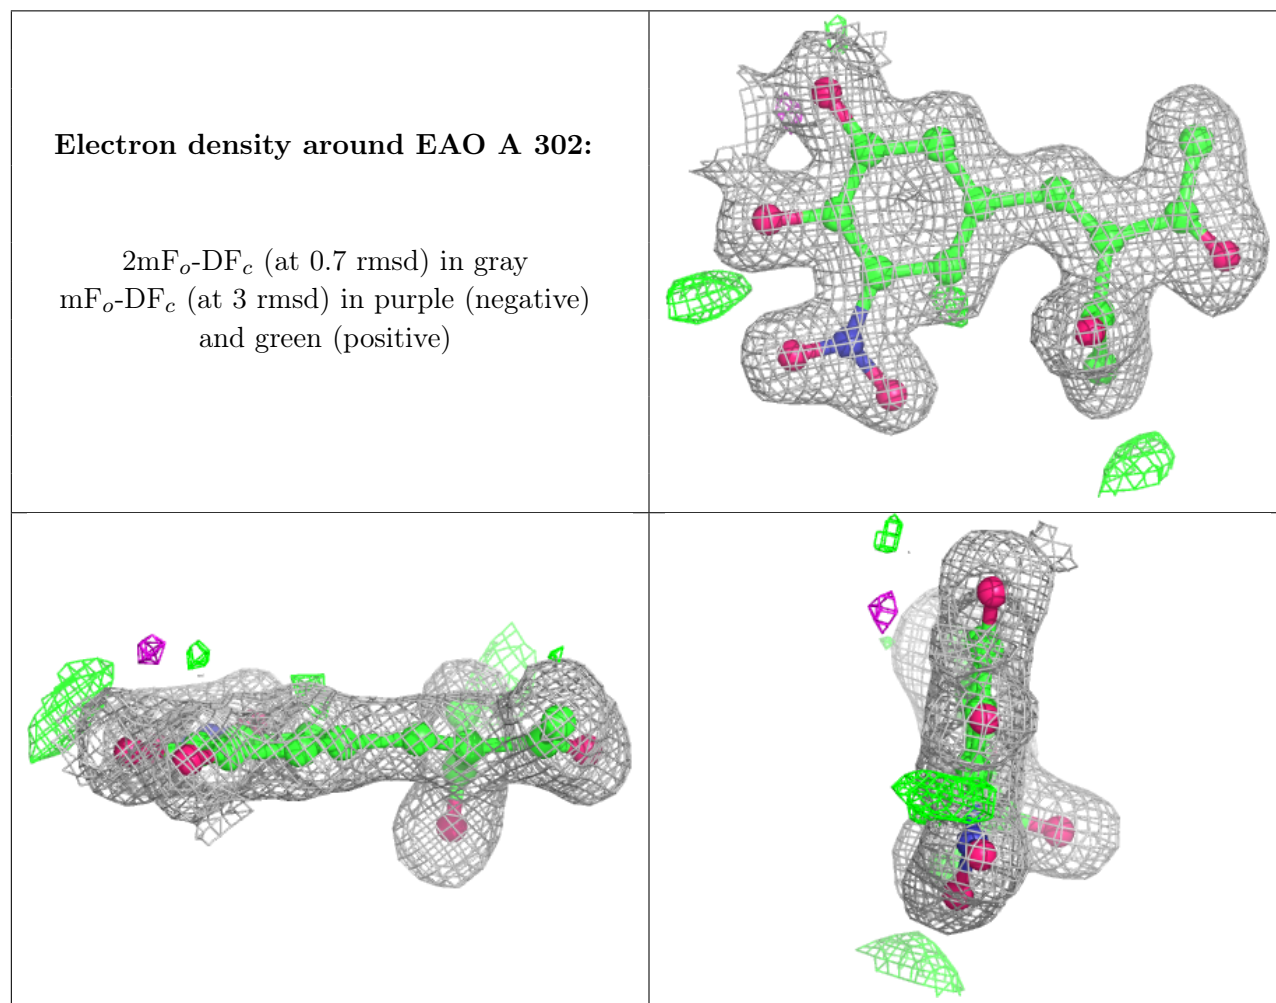 Electron density around EAO A 302:
2mFo-DFc (at 0.7 rmsd) in gray
mFo-DFc (at 3 rmsd) in purple (negative)
and green (positive)